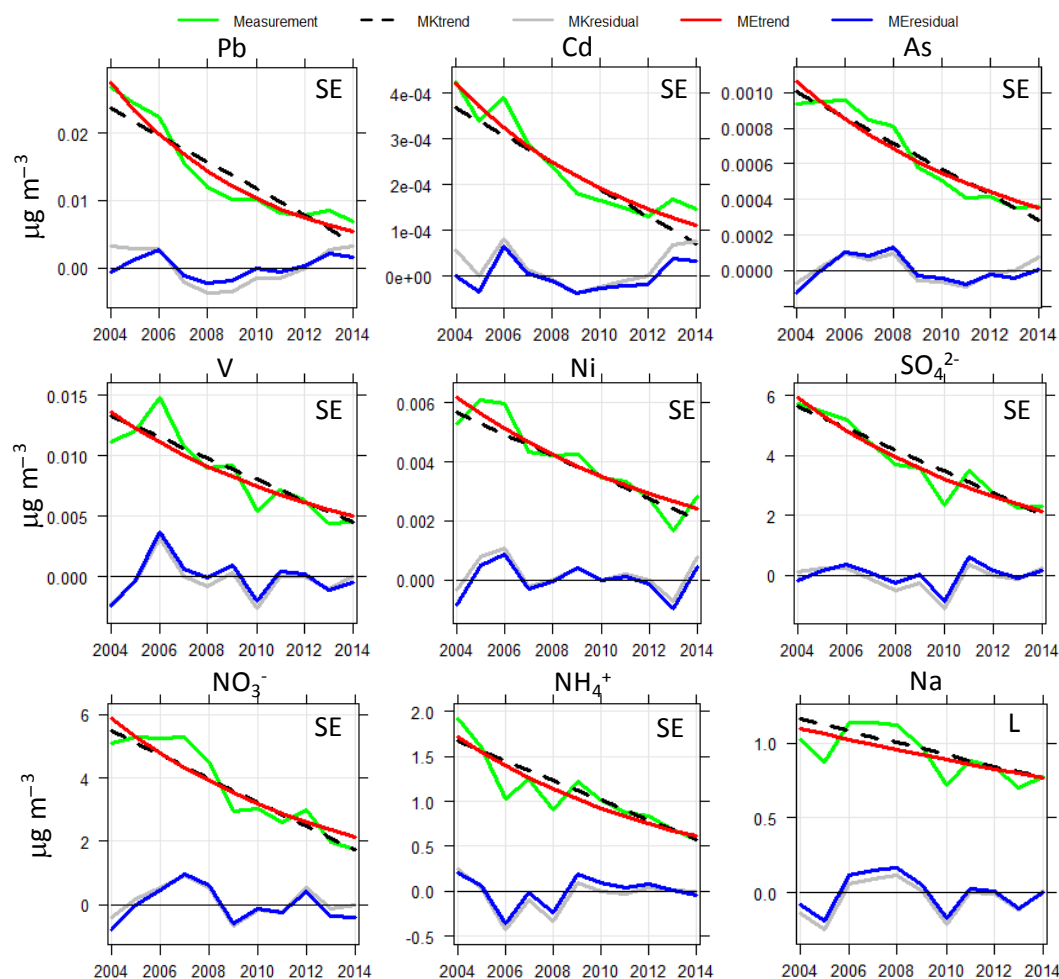 Measurement MKtrend MKresidual MEtrend MEresidual
Pb Cd As
SE SE SE
0.02
0.01
0.00
4e-04
3e-04
2e-04
1e-04
0e+00
0.0010
0.0008
0.0006
0.0004
0.0002
0.0000
µg m⁻³
2004 2006 2008 2010 2012 2014 2004 2006 2008 2010 2012 2014 2004 2006 2008 2010 2012 2014
V Ni SO₄²⁻
SE SE SE
0.015
0.010
0.005
0.000
0.006
0.004
0.002
0.000
6
4
2
0
µg m⁻³
2004 2006 2008 2010 2012 2014 2004 2006 2008 2010 2012 2014 2004 2006 2008 2010 2012 2014
NO₃⁻ NH₄⁺ Na
SE SE L
6
4
2
0
2.0
1.5
1.0
0.5
0.0
-0.5
1.0
0.5
0.0
µg m⁻³
2004 2006 2008 2010 2012 2014 2004 2006 2008 2010 2012 2014 2004 2006 2008 2010 2012 2014